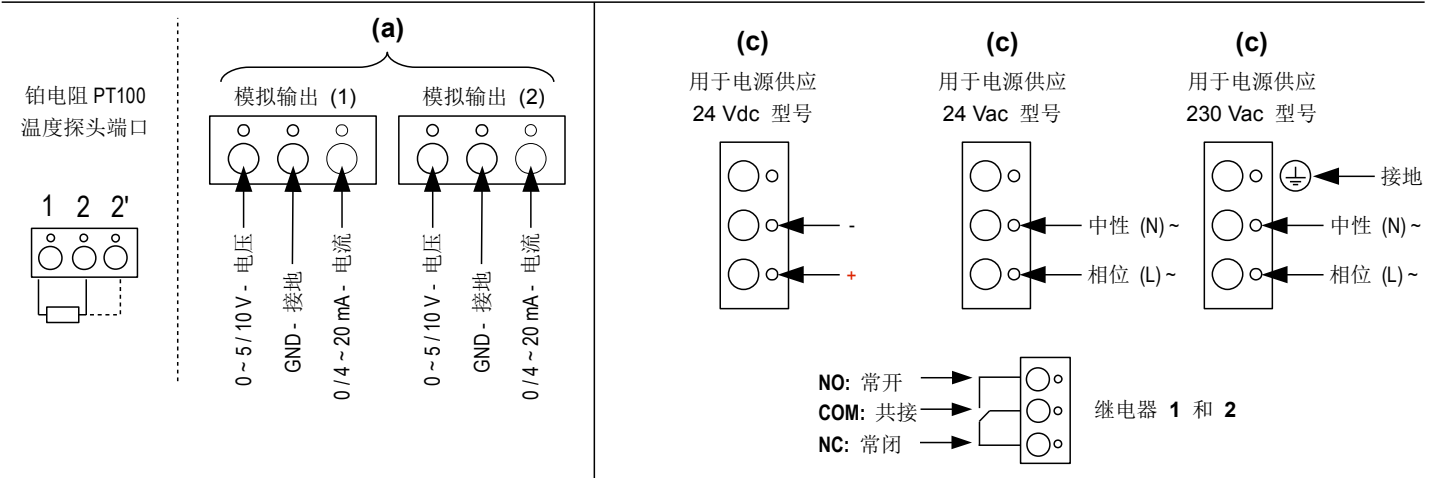 铂电阻 PT100
温度探头端口
1 2 2'
(a)
模拟输出 (1)
模拟输出 (2)
0 ~ 5 / 10 V - 电压
GND - 接地
0 / 4 ~ 20 mA - 电流
0 ~ 5 / 10 V - 电压
GND - 接地
0 / 4 ~ 20 mA - 电流
(c)
用于电源供应
24 Vdc 型号
-
+
(c)
用于电源供应
24 Vac 型号
中性 (N) ~
相位 (L) ~
(c)
用于电源供应
230 Vac 型号
接地
中性 (N) ~
相位 (L) ~
NO: 常开
COM: 共接
NC: 常闭
继电器 1 和 2